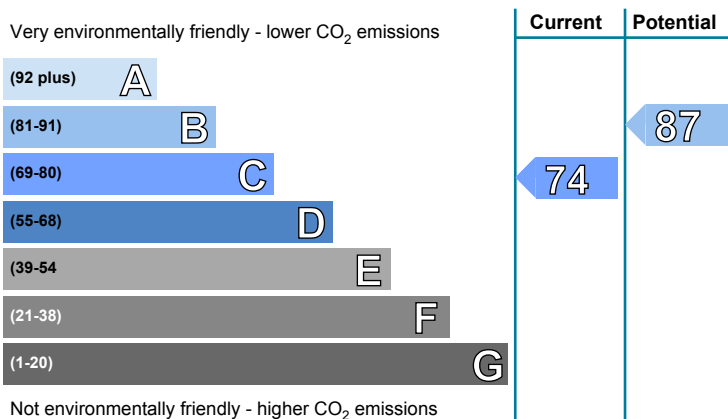 Current Potential
Very environmentally friendly - lower CO2 emissions
(92 plus) A
(81-91) B 87
(69-80) C 74
(55-68) D
(39-54 E
(21-38) F
(1-20) G
Not environmentally friendly - higher CO2 emissions